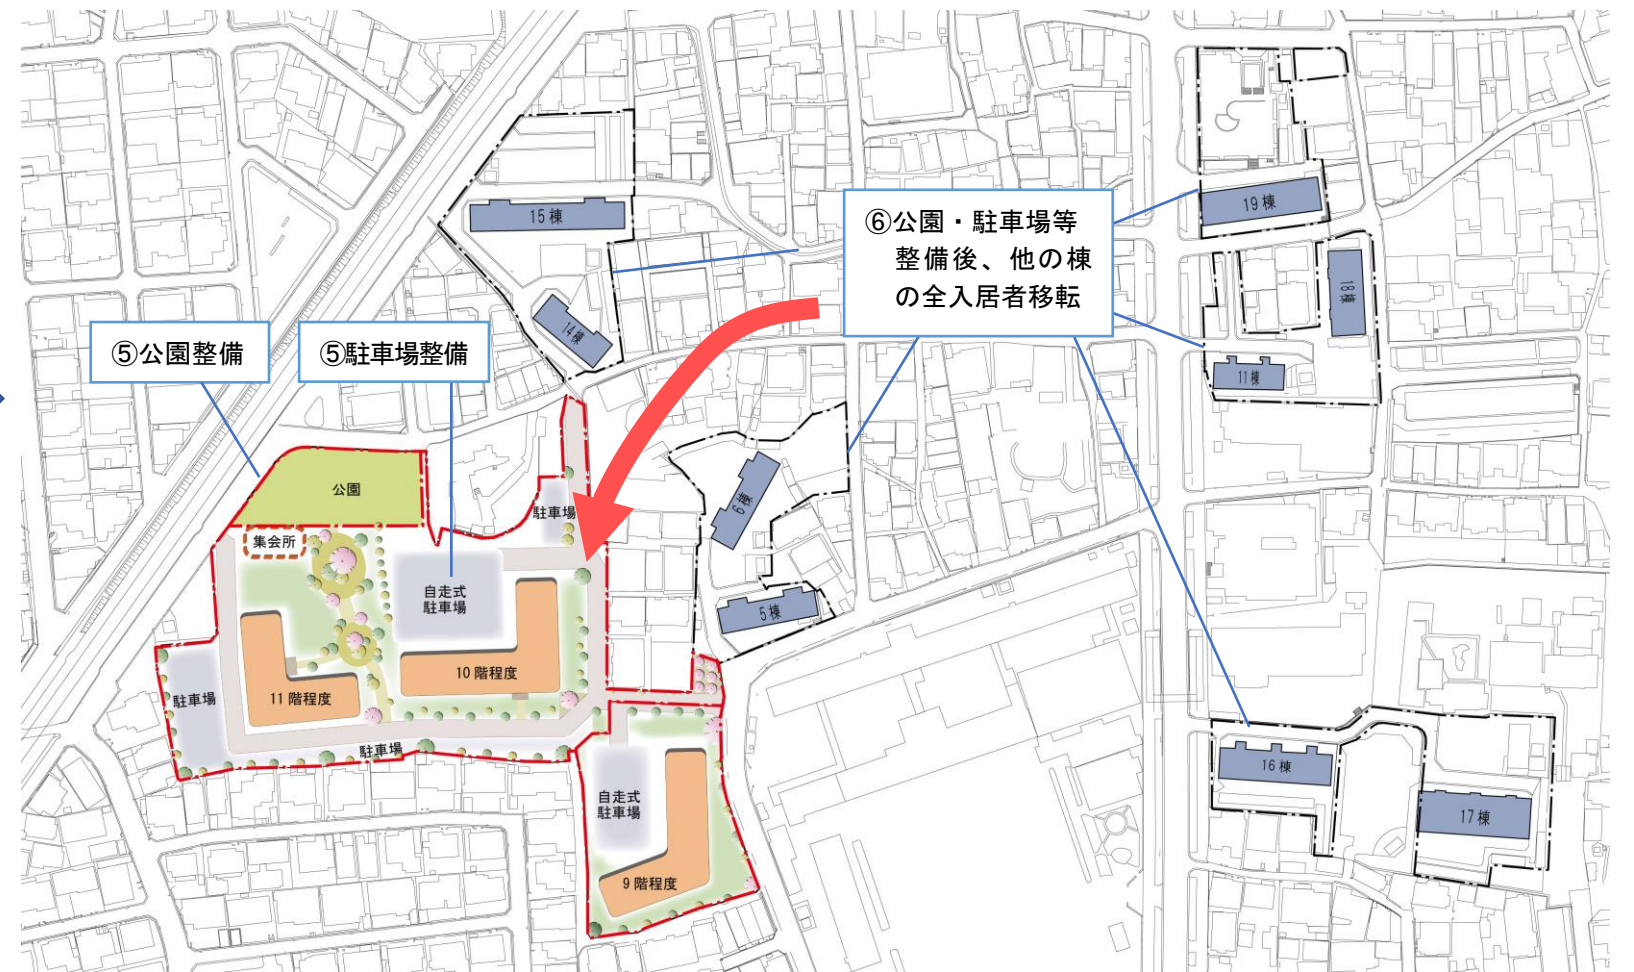 ⑥公園・駐車場等
整備後、他の棟
の全入居者移転
⑤公園整備
⑤駐車場整備
15棟
14棟
19棟
18棟
11棟
6棟
5棟
16棟
17棟
公園
集会所
駐車場
自走式
駐車場
10階程度
11階程度
駐車場
駐車場
自走式
駐車場
9階程度